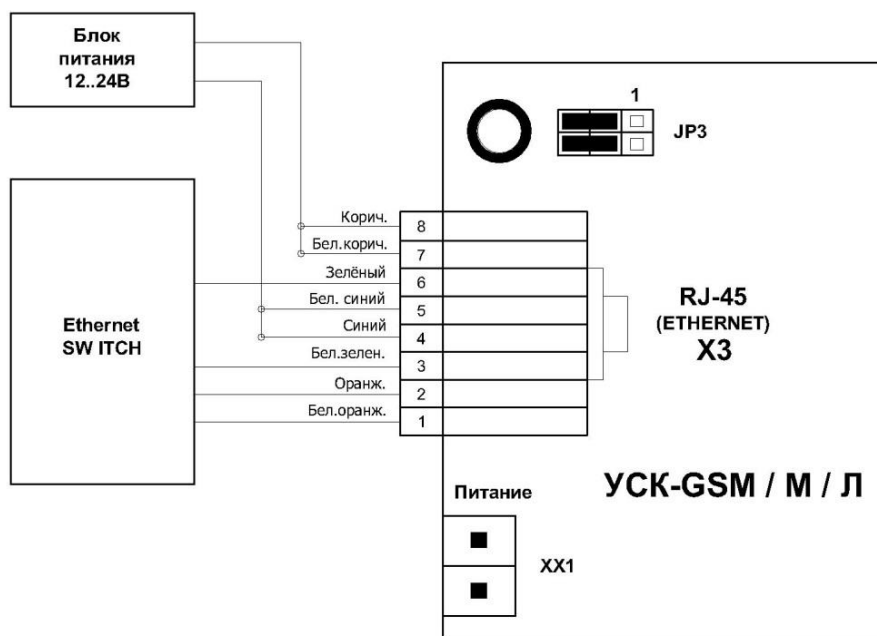 Блок
питания
12..24В
1
JP3
Корич.
8
Бел.корич.
7
Зелёный
6
Бел. синий
5
Синий
4
Бел.зелен.
3
Оранж.
2
Бел.оранж.
1
Ethernet
SW ITCH
RJ-45
(ETHERNET)
X3
УСК-GSM / М / Л
Питание
XX1